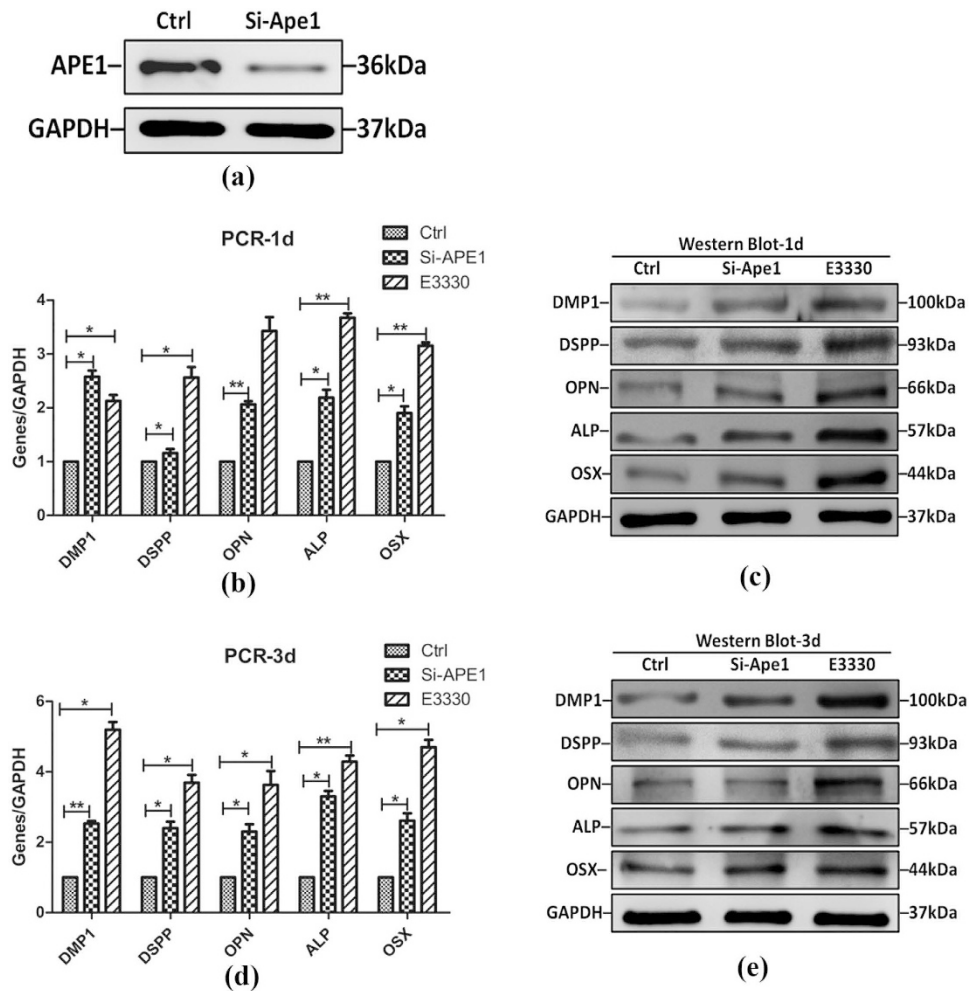 Ctrl Si-Ape1
APE1 36kDa
GAPDH 37kDa
(a)
PCR-1d
Ctrl
Si-APE1
E3330
Genes/GAPDH
4
3
2
1
0
* * * * ** * ** * **
DMP1 DSPP OPN ALP OSX
(b)
Western Blot-1d
Ctrl Si-Ape1 E3330
DMP1 100kDa
DSPP 93kDa
OPN 66kDa
ALP 57kDa
OSX 44kDa
GAPDH 37kDa
(c)
PCR-3d
Ctrl
Si-APE1
E3330
Genes/GAPDH
6
4
2
0
** * * * * * * ** * *
DMP1 DSPP OPN ALP OSX
(d)
Western Blot-3d
Ctrl Si-Ape1 E3330
DMP1 100kDa
DSPP 93kDa
OPN 66kDa
ALP 57kDa
OSX 44kDa
GAPDH 37kDa
(e)